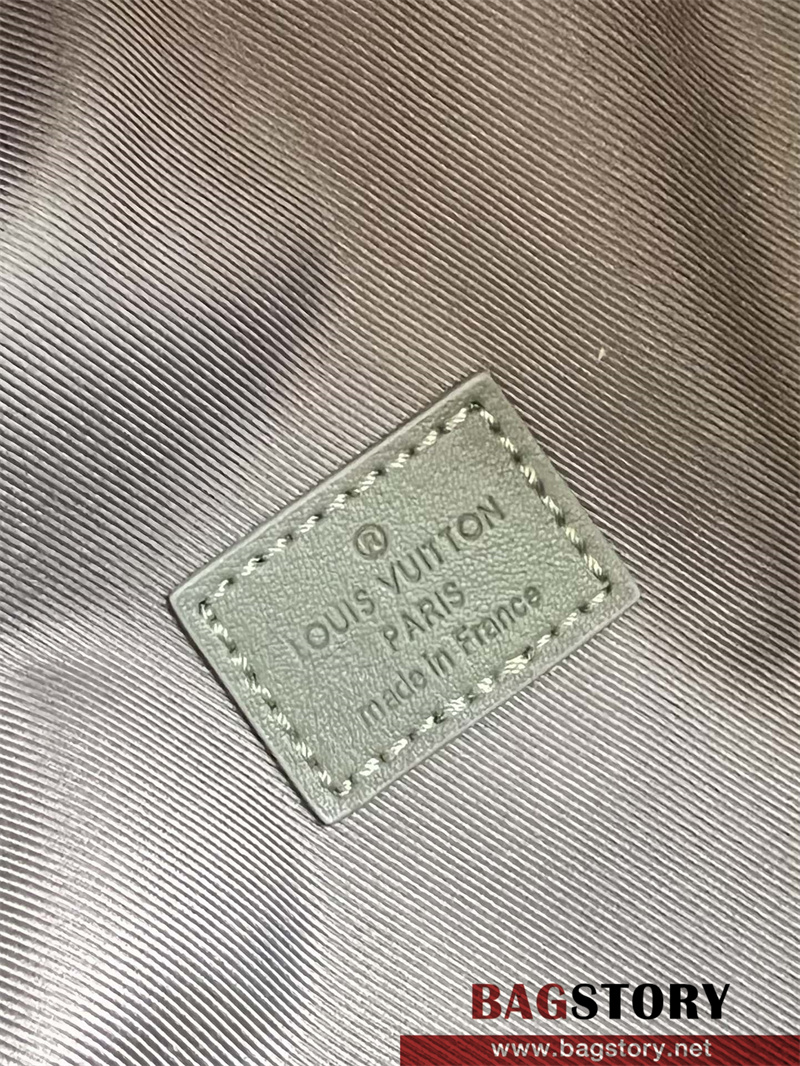 ®
LOUIS VUITTON
PARIS
made in France
BAGSTORY
www.bagstory.net